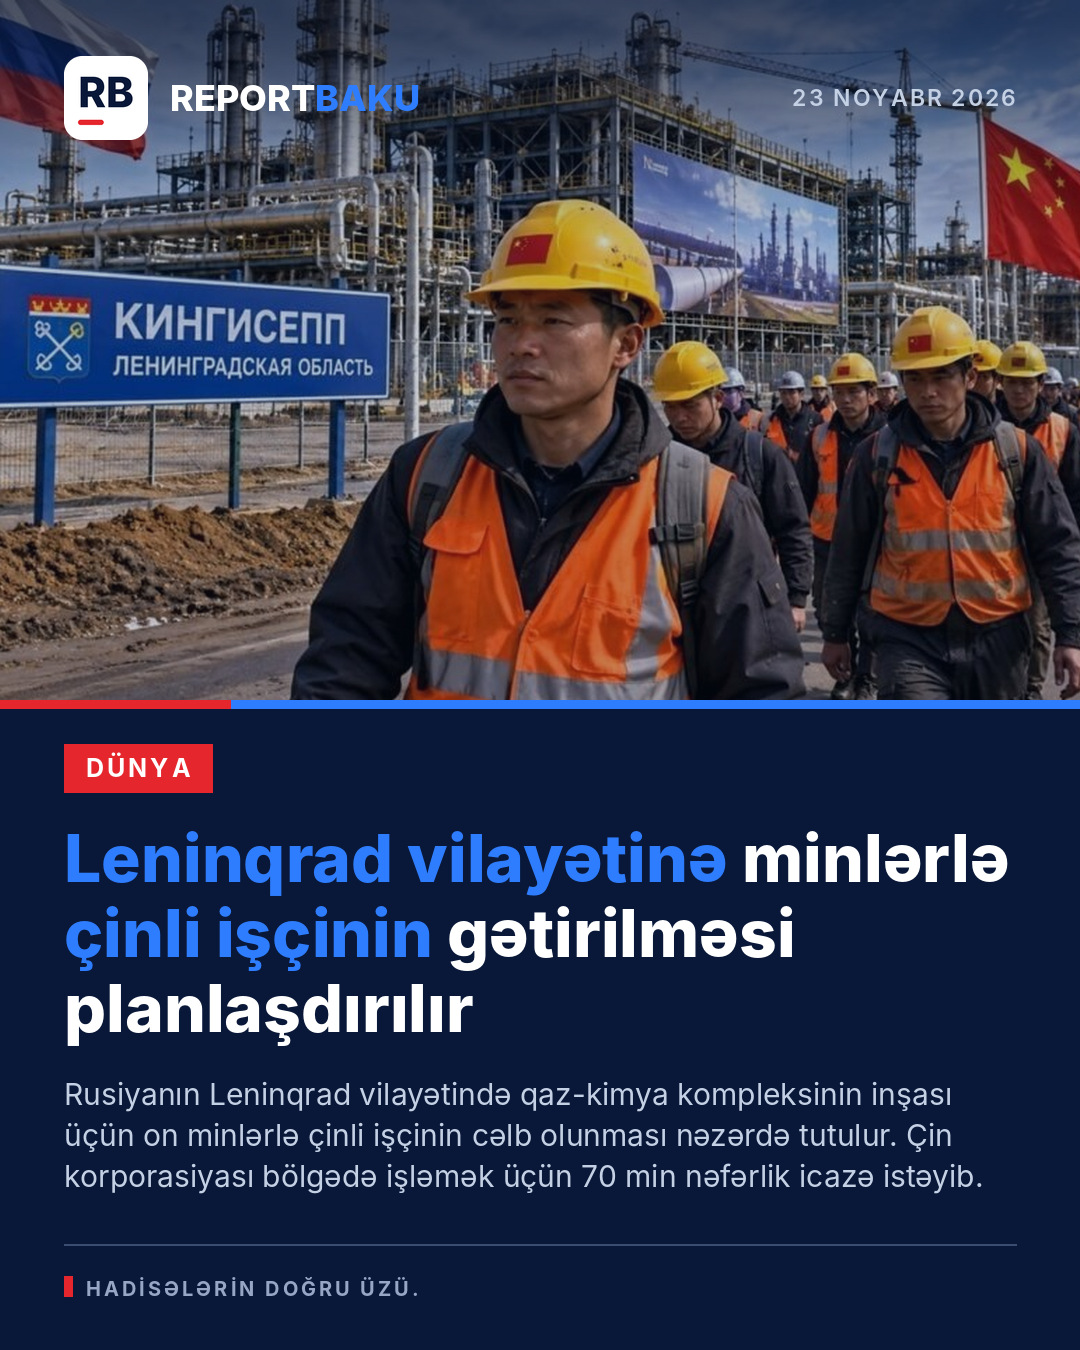 RB
REPORTBAKU
23 NOYABR 2026
КИНГИСЕПП
ЛЕНИНГРАДСКАЯ ОБЛАСТЬ
DÜNYA
Leninqrad vilayətinə minlərlə
çinli işçinin gətirilməsi
planlaşdırılır
Rusiyanın Leninqrad vilayətində qaz-kimya kompleksinin inşası
üçün on minlərlə çinli işçinin cəlb olunması nəzərdə tutulur. Çin
korporasiyası bölgədə işləmək üçün 70 min nəfərlik icazə istəyib.
HADİSƏLƏRİN DOĞRU ÜZÜ.